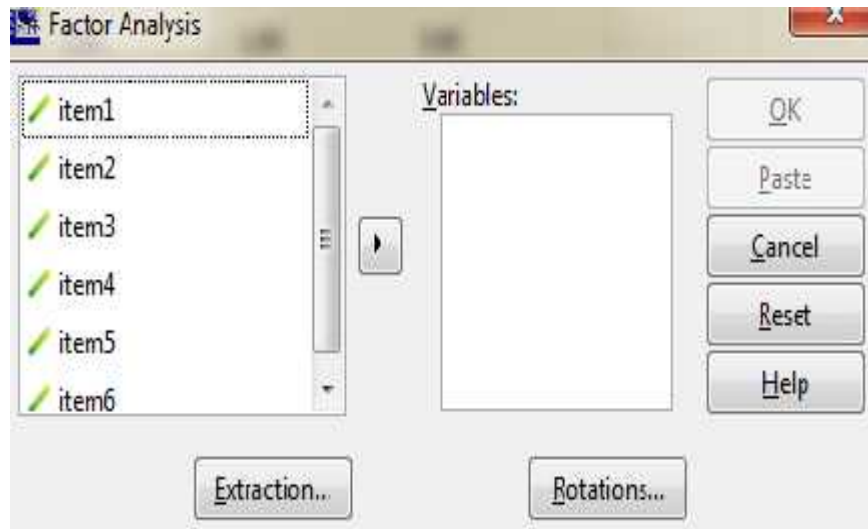 Factor Analysis
item1
item2
item3
item4
item5
item6
Variables:
OK
Paste
Cancel
Reset
Help
Extraction...
Rotations...